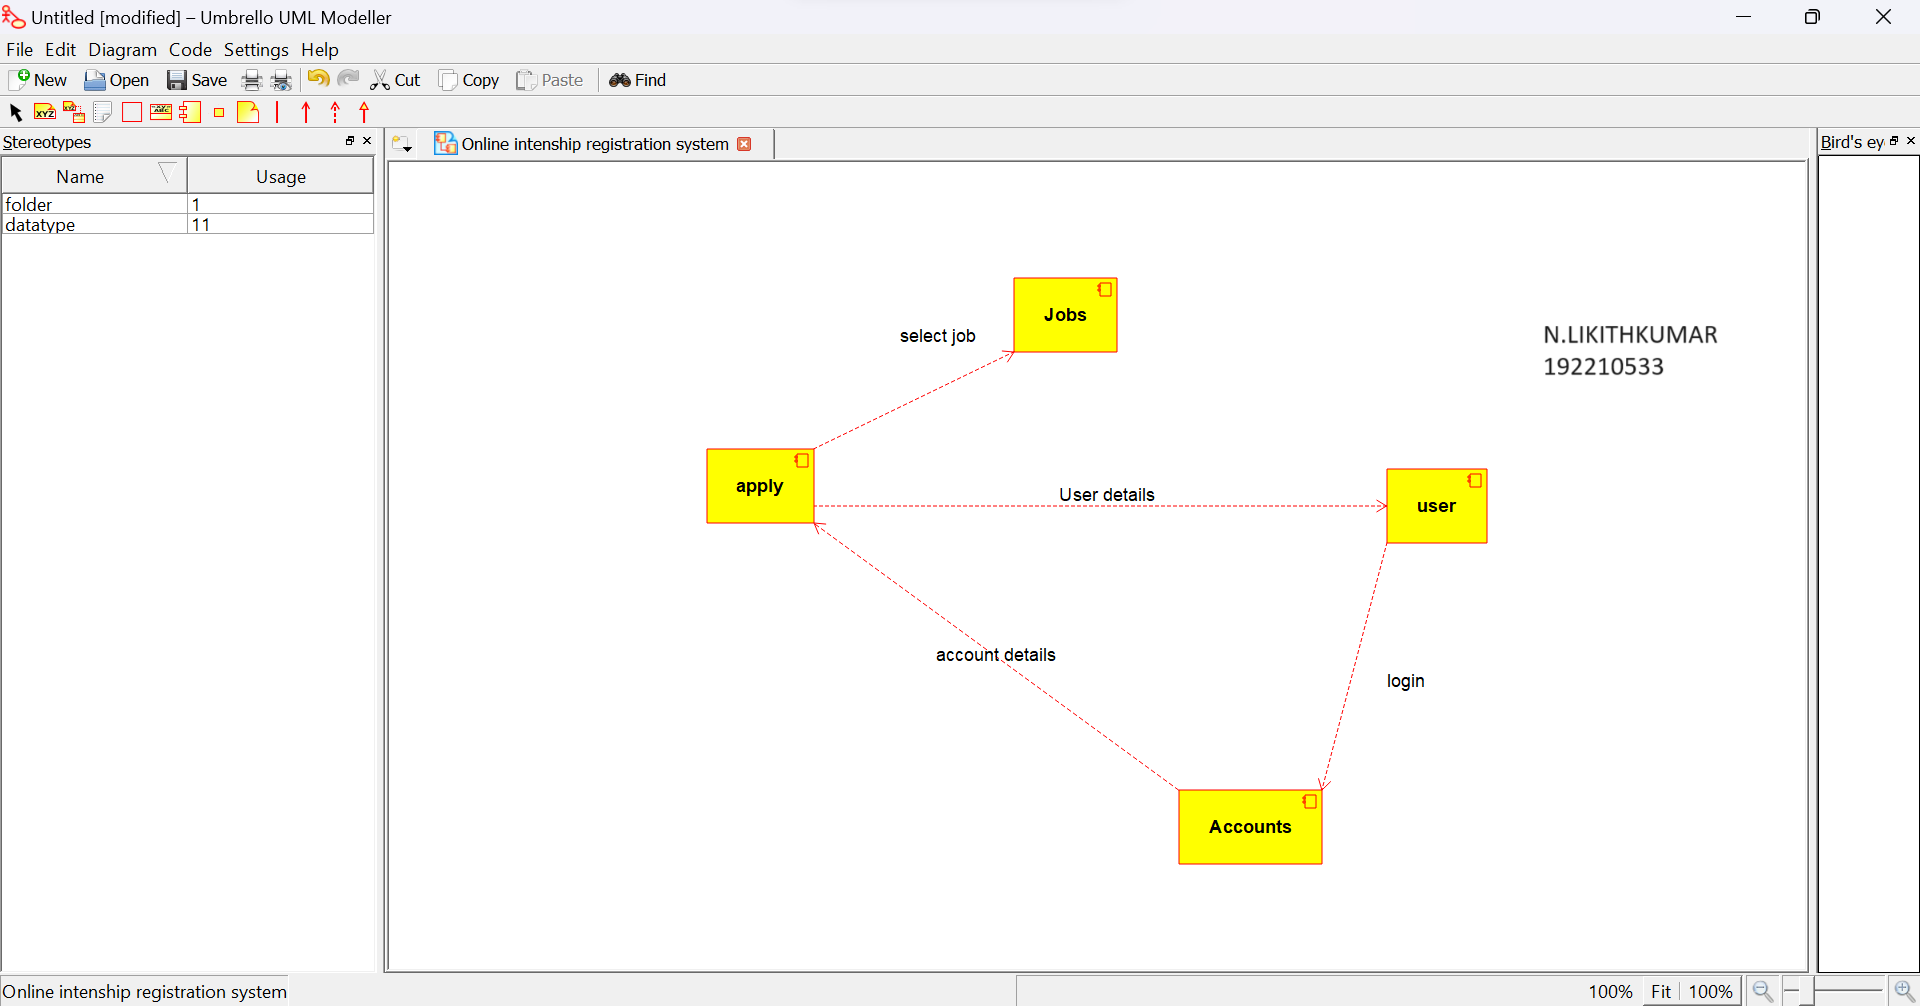 Untitled [modified] – Umbrello UML Modeller
File Edit Diagram Code Settings Help
New Open Save Cut Copy Paste Find
XYZ
Stereotypes
Online intenship registration system
Bird's ey
Name Usage
folder 1
datatype 11
Jobs
select job
N.LIKITHKUMAR
192210533
apply
User details
user
account details
login
Accounts
Online intenship registration system
100% Fit 100%